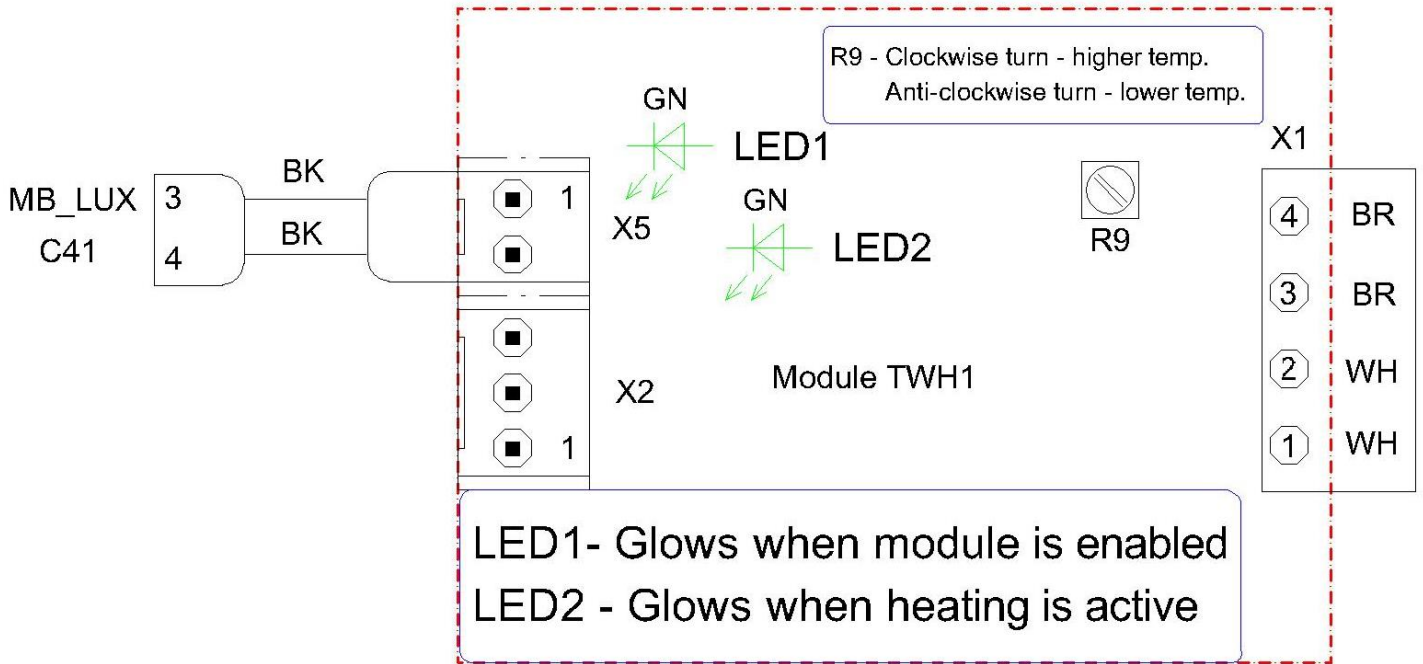 R9 - Clockwise turn - higher temp.
Anti-clockwise turn - lower temp.
GN
LED1
X1
MB_LUX
C41
3
4
BK
BK
1
X5
GN
LED2
R9
4
BR
3
BR
2
WH
1
WH
X2
1
Module TWH1
LED1- Glows when module is enabled
LED2 - Glows when heating is active